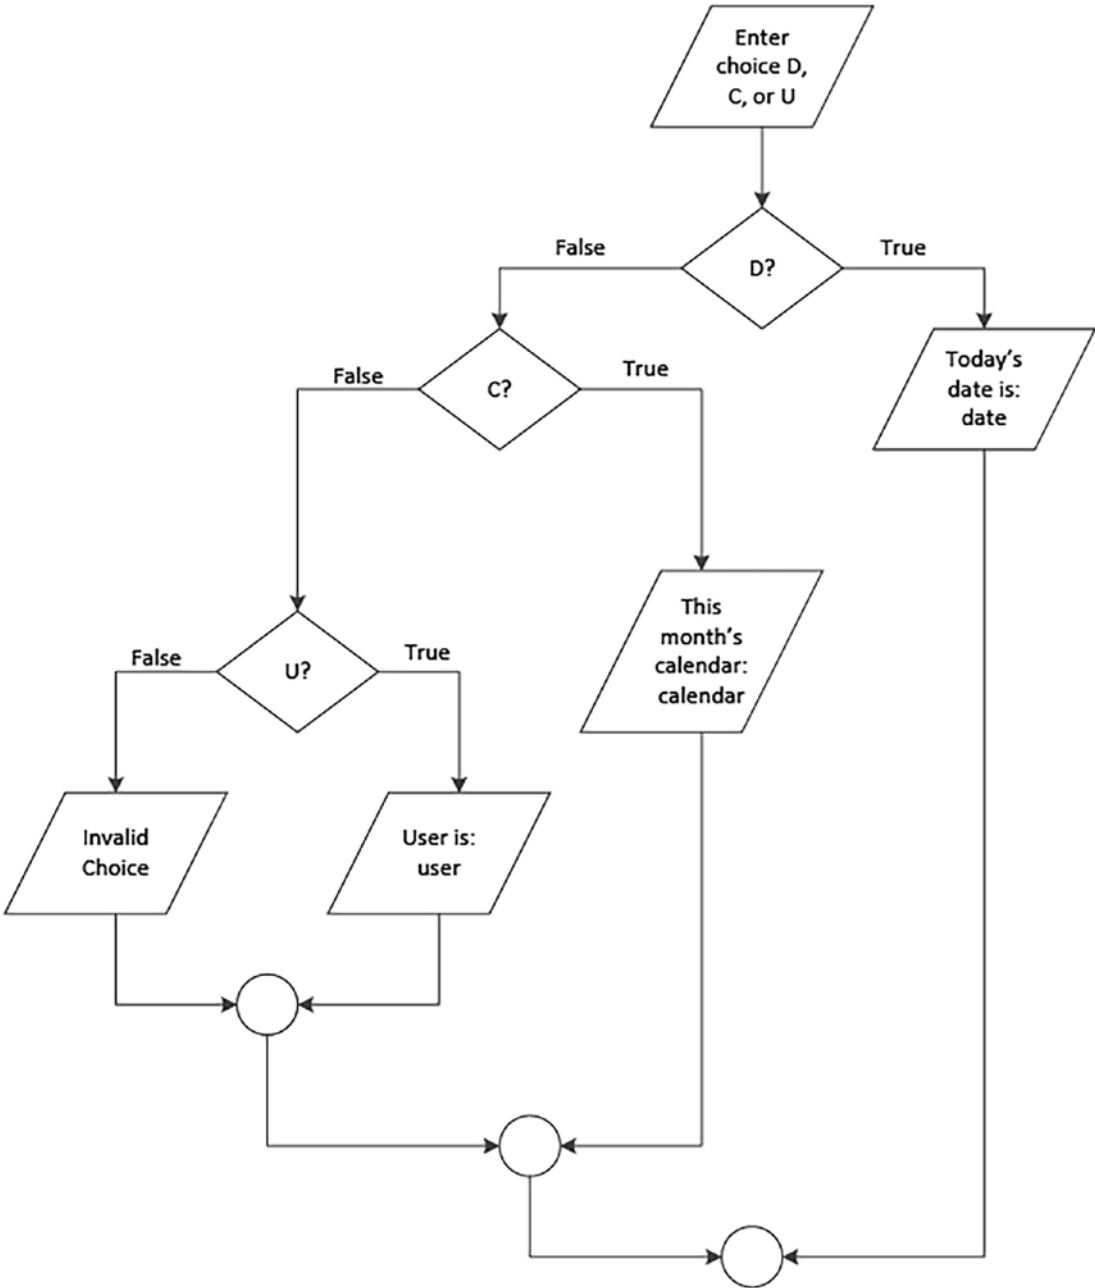 Enter
choice D,
C, or U
False
D?
True
False
C?
True
Today’s
date is:
date
False
U?
True
This
month’s
calendar:
calendar
Invalid
Choice
User is:
user